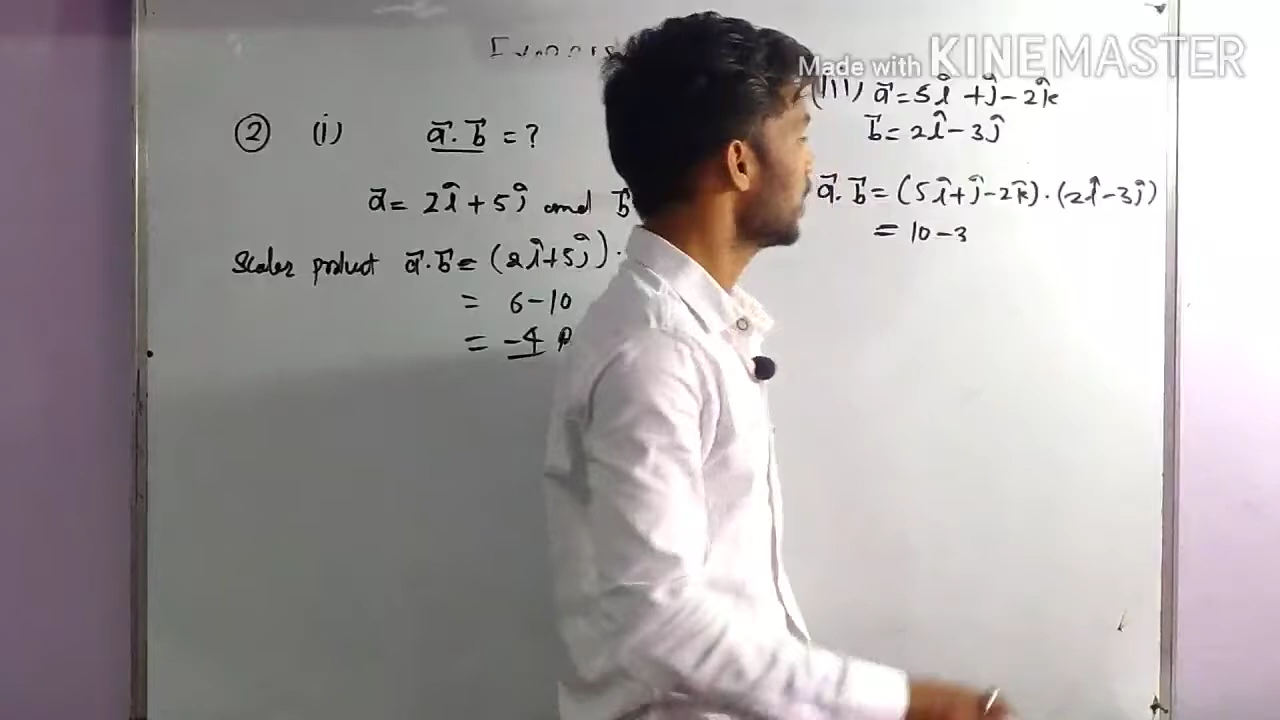 Made with KINEMASTER
② (i) a⃗. b⃗ = ?
a⃗ = 2î + 5ĵ and b⃗
Scaler product a⃗.b⃗ = (2î+5ĵ) .
= 6-10
= -4
(III) a⃗ = 5î + ĵ - 2k̂
b⃗ = 2î - 3ĵ
a⃗. b⃗ = (5î+ĵ-2k̂) . (2î-3ĵ)
= 10-3